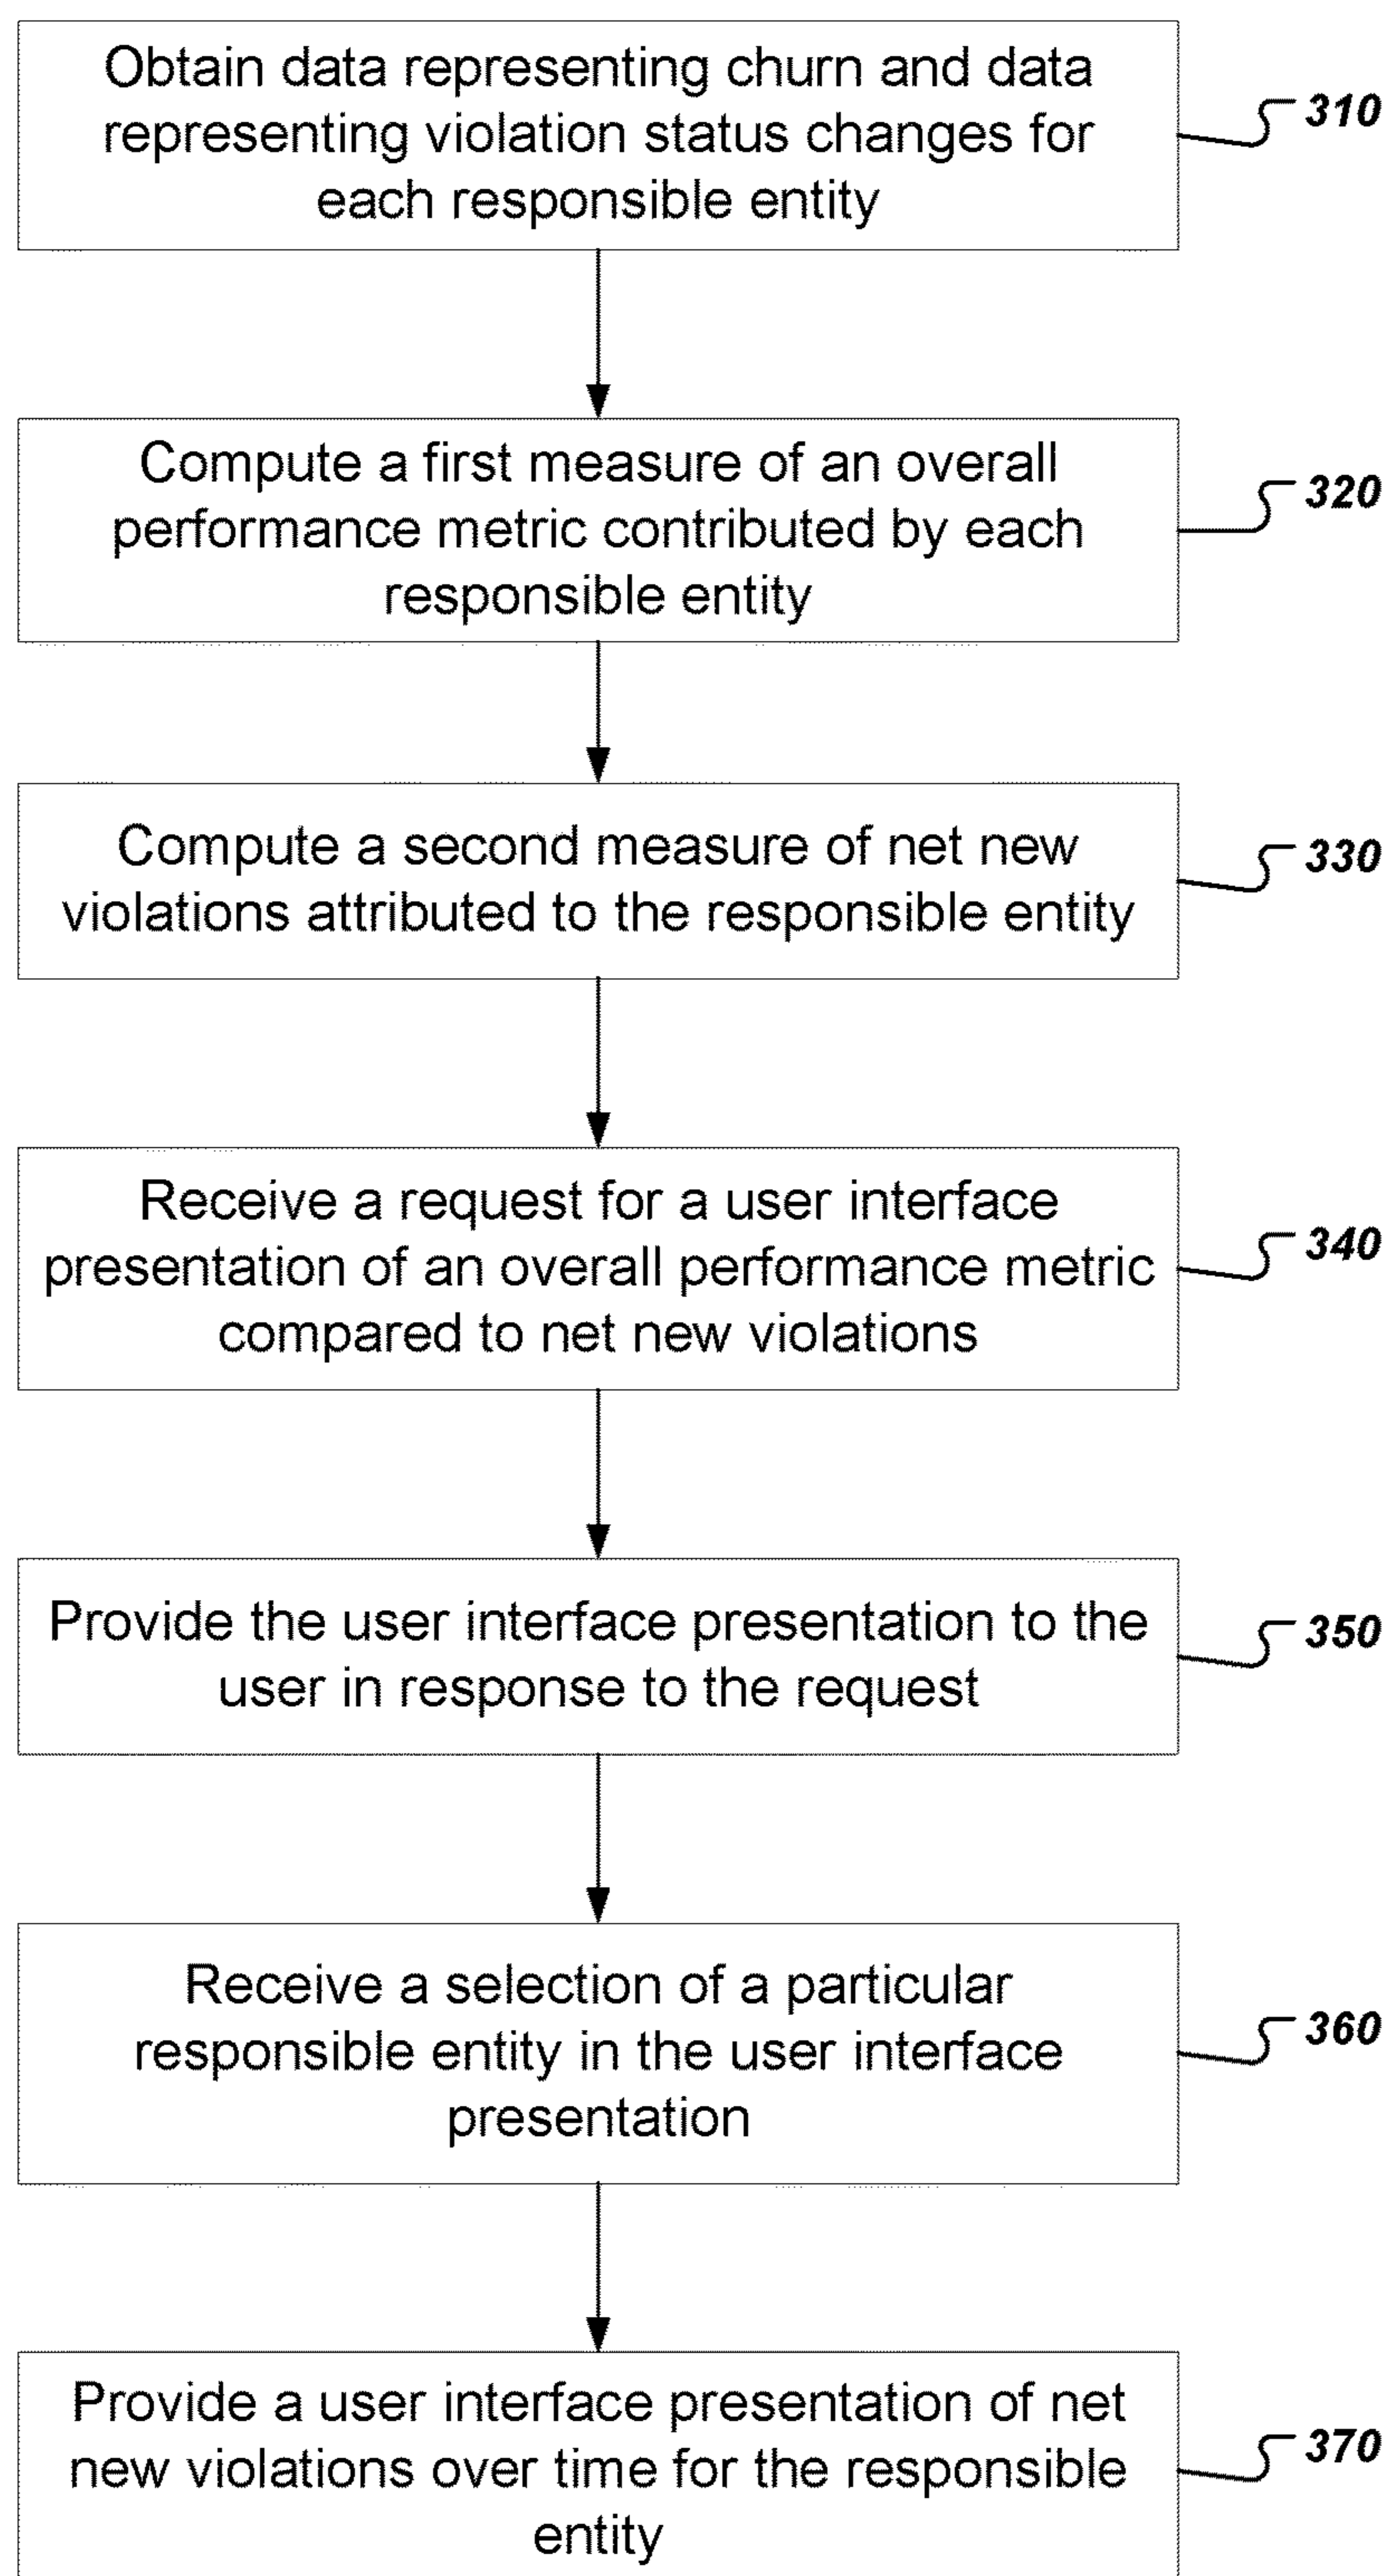 Obtain data representing churn and data
representing violation status changes for
each responsible entity
310
Compute a first measure of an overall
performance metric contributed by each
responsible entity
320
Compute a second measure of net new
violations attributed to the responsible entity
330
Receive a request for a user interface
presentation of an overall performance metric
compared to net new violations
340
Provide the user interface presentation to the
user in response to the request
350
Receive a selection of a particular
responsible entity in the user interface
presentation
360
Provide a user interface presentation of net
new violations over time for the responsible
entity
370